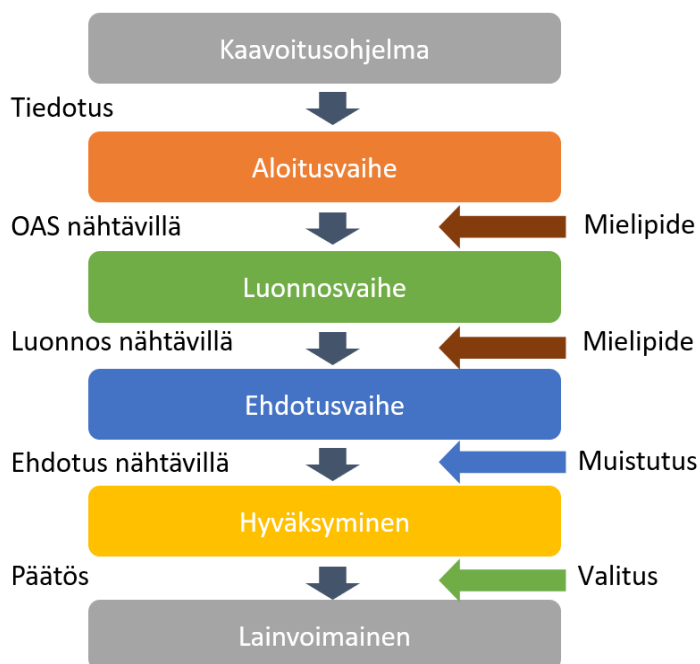 Kaavoitusohjelma
Tiedotus
Aloitusvaihe
OAS nähtävillä
Mielipide
Luonnosvaihe
Luonnos nähtävillä
Mielipide
Ehdotusvaihe
Ehdotus nähtävillä
Muistutus
Hyväksyminen
Päätös
Valitus
Lainvoimainen